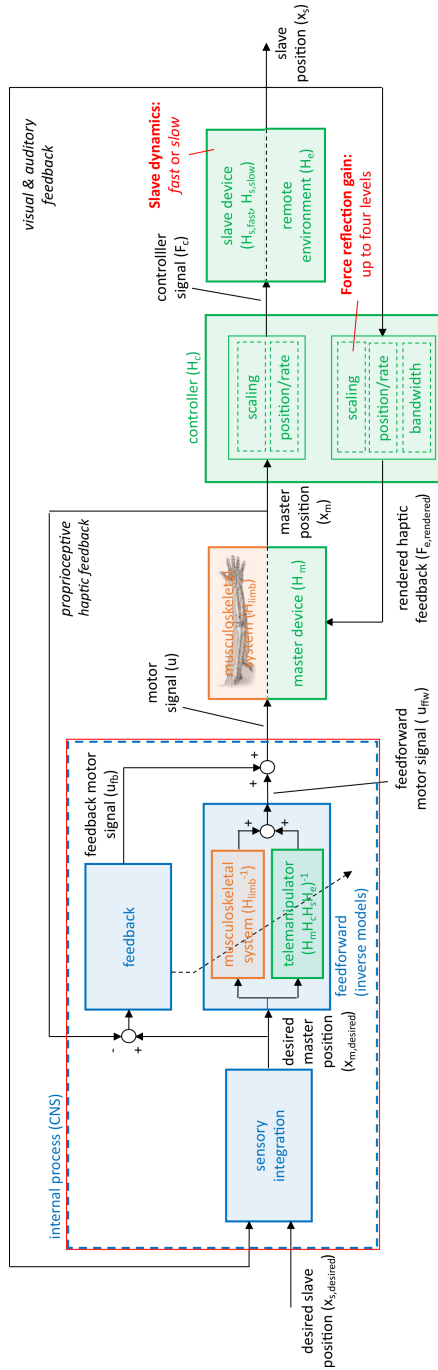 desired slave
position (xs,desired)
internal process (CNS)
sensory
integration
desired
master
position
(xm,desired)
-
+
feedback
feedback motor
signal (ufb)
musculoskeletal
system (Hlimb-1)
telemanipulator
(HmHcHsHe)-1
+
+
feedforward
(inverse models)
+
+
feedforward
motor signal ( uffw)
motor
signal (u)
musculoskeletal
system (Hlimb)
master device (Hm)
proprioceptive
haptic feedback
master
position
(xm)
rendered haptic
feedback (Fe,rendered)
controller (Hc)
scaling
position/rate
scaling
position/rate
bandwidth
Force reflection gain:
up to four levels
controlller
signal (Fc)
Slave dynamics:
fast or slow
slave device
(Hs,fast, Hs,slow)
remote
environment (He)
visual & auditory
feedback
slave
position (xs)